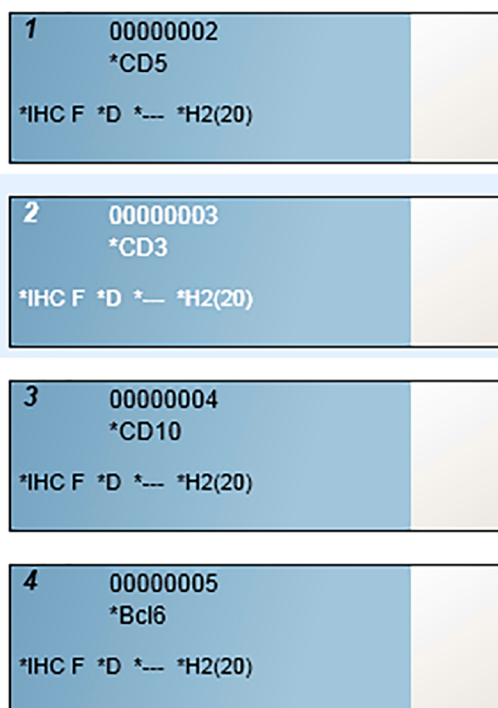 1 00000002
*CD5
*IHC F *D *--- *H2(20)
2 00000003
*CD3
*IHC F *D *--- *H2(20)
3 00000004
*CD10
*IHC F *D *--- *H2(20)
4 00000005
*Bcl6
*IHC F *D *--- *H2(20)